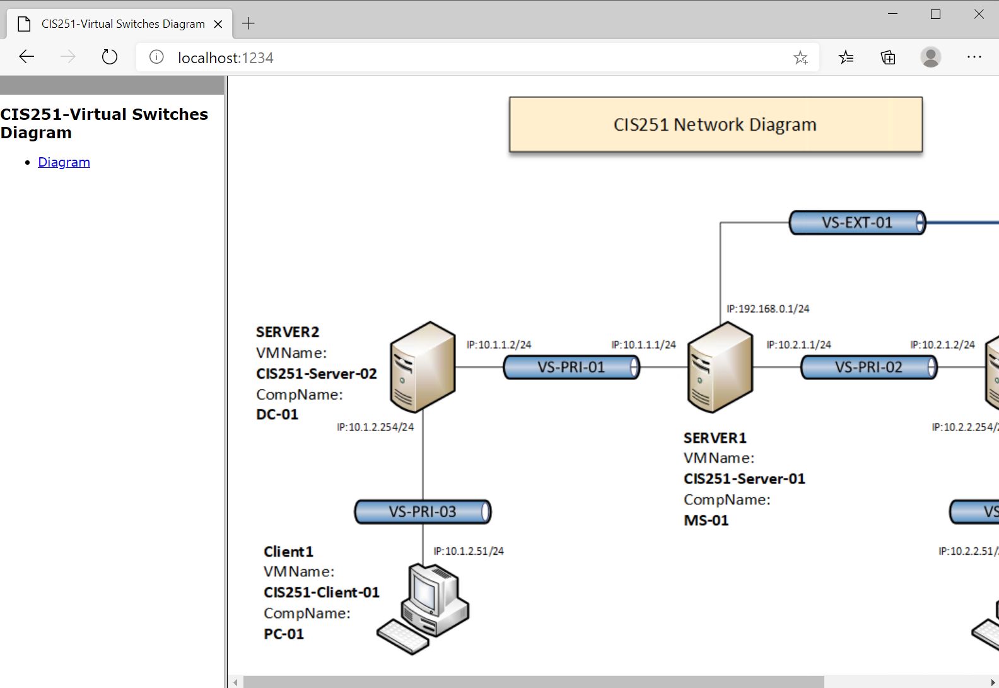 CIS251-Virtual Switches Diagram
localhost:1234
CIS251-Virtual Switches
Diagram
Diagram
CIS251 Network Diagram
VS-EXT-01
IP:192.168.0.1/24
SERVER2
VMName:
CIS251-Server-02
CompName:
DC-01
IP:10.1.1.2/24
IP:10.1.1.1/24
IP:10.2.1.1/24
IP:10.2.1.2/24
VS-PRI-01
VS-PRI-02
IP:10.1.2.254/24
IP:10.2.2.254/2
SERVER1
VMName:
CIS251-Server-01
CompName:
MS-01
VS-PRI-03
VS
Client1
VMName:
CIS251-Client-01
CompName:
PC-01
IP:10.1.2.51/24
IP:10.2.2.51/